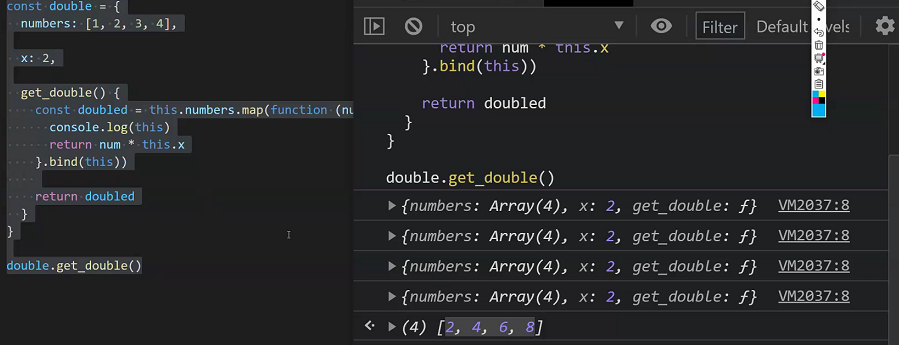 const double = {
numbers: [1, 2, 3, 4],
x: 2,
get_double() {
const doubled = this.numbers.map(function (nu
console.log(this)
return num * this.x
}.bind(this))
return doubled
}
}
double.get_double()
top
Filter
Default
vels
return num * this.x
}.bind(this))
return doubled
}
}
double.get_double()
{numbers: Array(4), x: 2, get_double: ƒ} VM2037:8
{numbers: Array(4), x: 2, get_double: ƒ} VM2037:8
{numbers: Array(4), x: 2, get_double: ƒ} VM2037:8
{numbers: Array(4), x: 2, get_double: ƒ} VM2037:8
(4) [2, 4, 6, 8]